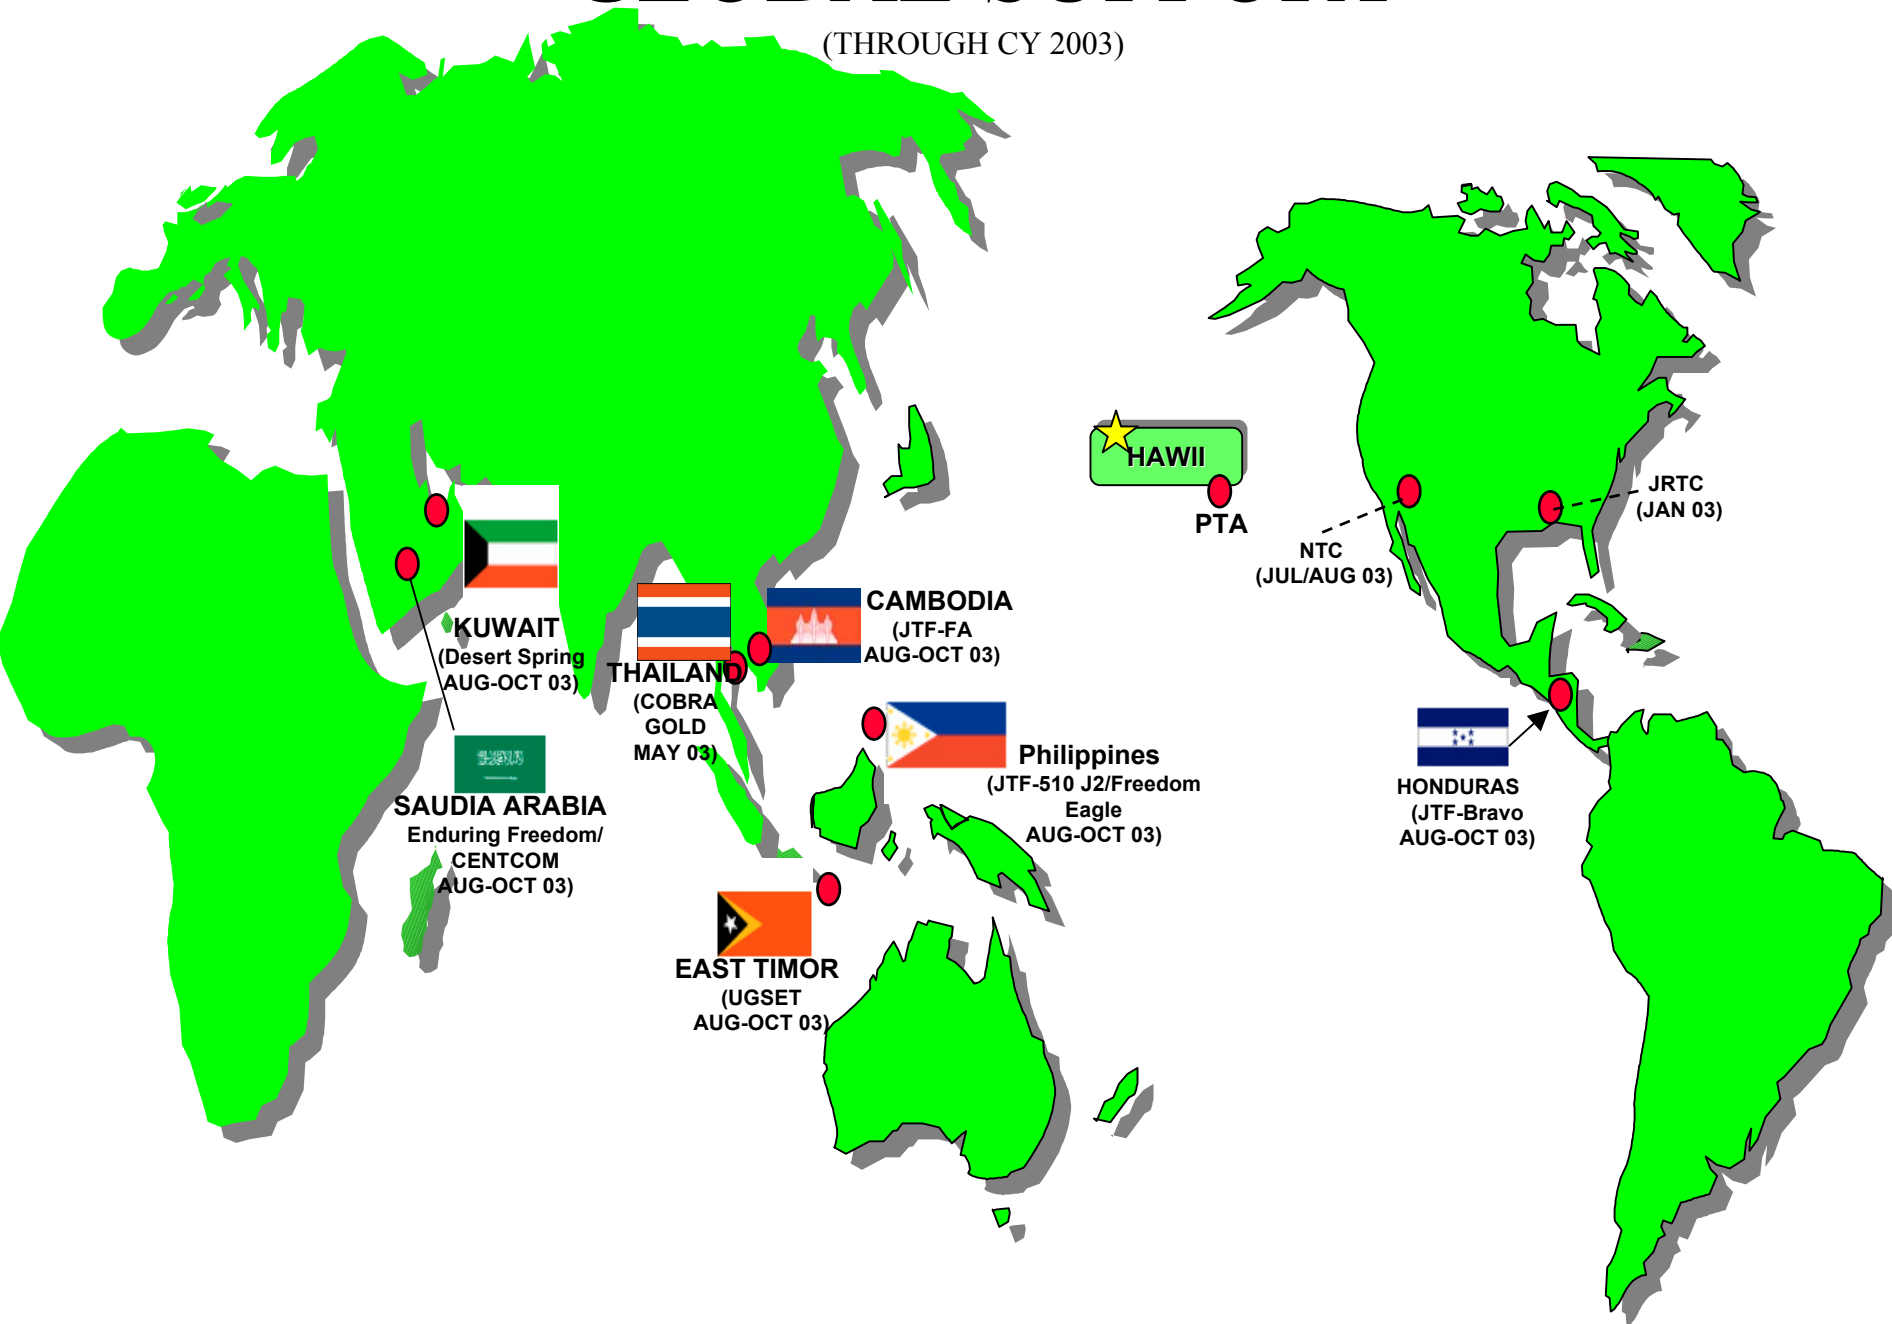 GLOBAL SUPPORT
(THROUGH CY 2003)
HAWII
PTA
JRTC
(JAN 03)
NTC
(JUL/AUG 03)
KUWAIT
(Desert Spring
AUG-OCT 03)
THAILAND
(COBRA
GOLD
MAY 03)
CAMBODIA
(JTF-FA
AUG-OCT 03)
Philippines
(JTF-510 J2/Freedom
Eagle
AUG-OCT 03)
SAUDIA ARABIA
Enduring Freedom/
CENTCOM
AUG-OCT 03)
EAST TIMOR
(UGSET
AUG-OCT 03)
HONDURAS
(JTF-Bravo
AUG-OCT 03)